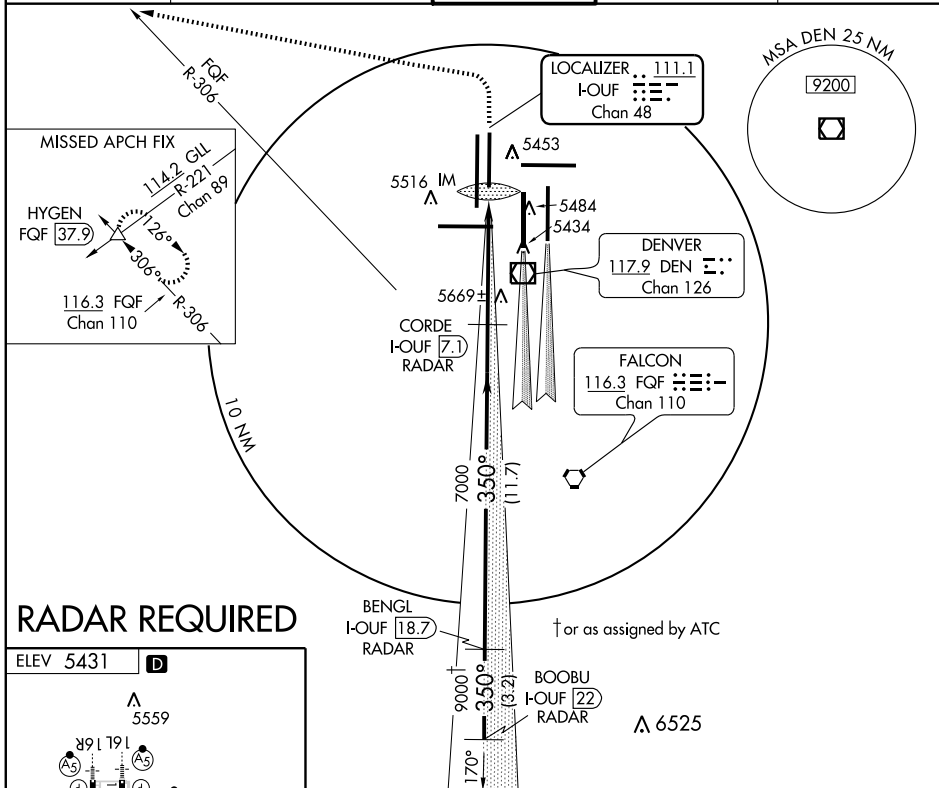 FQF
R-306
LOCALIZER 111.1
I-OUF
Chan 48
MSA DEN 25 NM
9200
MISSED APCH FIX
114.2 GLL
R-221
Chan 89
HYGEN
FQF 37.9
126°
306°
R-306
116.3 FQF
Chan 110
5453
5516 IM
5484
5434
DENVER
117.9 DEN
Chan 126
5669±
CORDE
I-OUF 7.1
RADAR
FALCON
116.3 FQF
Chan 110
10 NM
7000
350°
(11.7)
RADAR REQUIRED
BENGL
I-OUF 18.7
RADAR
† or as assigned by ATC
9000†
350°
(3.2)
BOOBU
I-OUF 22
RADAR
6525
170°
ELEV 5431 D
5559
16R 16L
A5
A5